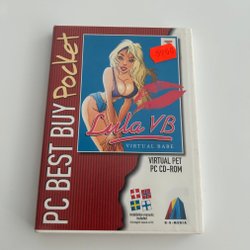 PC BEST BUY Pocket
Lula VB
VIRTUAL BABE
VIRTUAL PET
PC CD-ROM